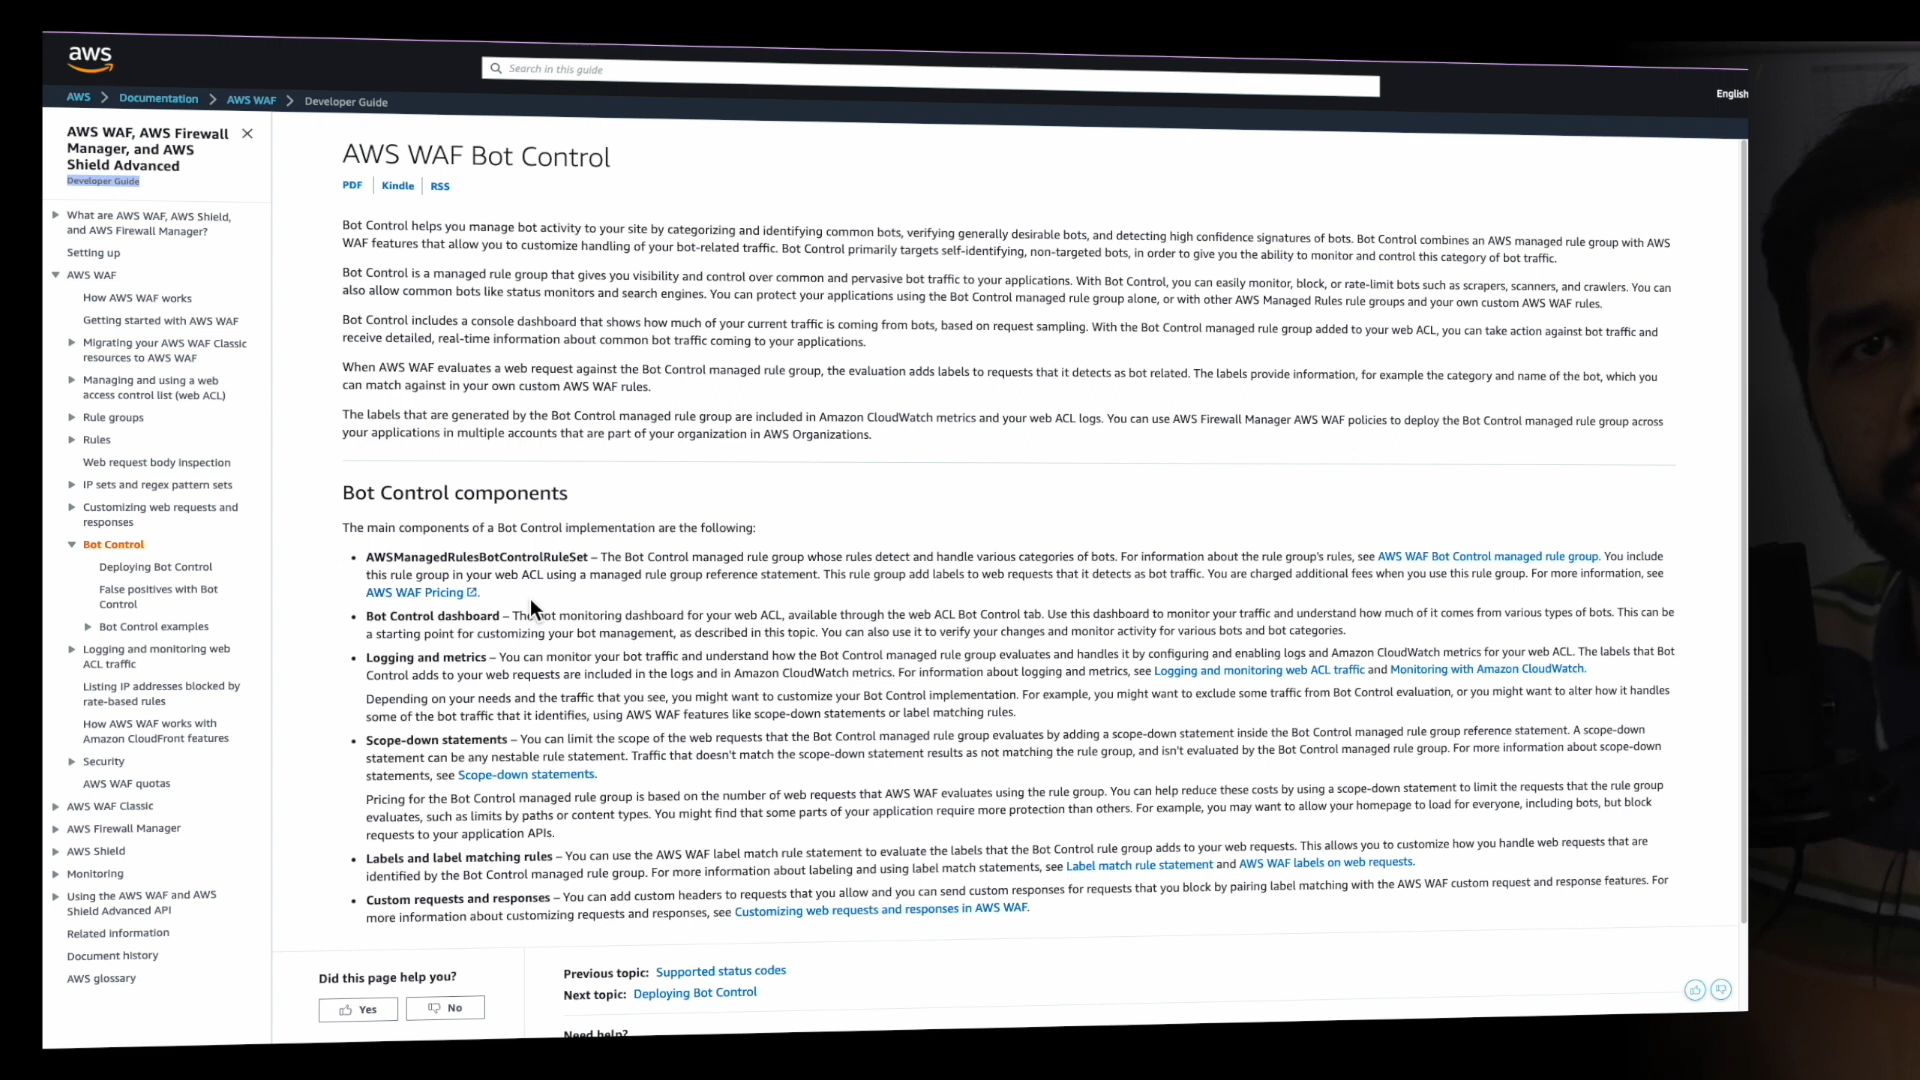 aws
Search in this guide
English
AWS > Documentation > AWS WAF > Developer Guide
AWS WAF, AWS Firewall
Manager, and AWS
Shield Advanced
Developer Guide
What are AWS WAF, AWS Shield,
and AWS Firewall Manager?
Setting up
AWS WAF
How AWS WAF works
Getting started with AWS WAF
Migrating your AWS WAF Classic
resources to AWS WAF
Managing and using a web
access control list (web ACL)
Rule groups
Rules
Web request body inspection
IP sets and regex pattern sets
Customizing web requests and
responses
Bot Control
Deploying Bot Control
False positives with Bot
Control
Bot Control examples
Logging and monitoring web
ACL traffic
Listing IP addresses blocked by
rate-based rules
How AWS WAF works with
Amazon CloudFront features
Security
AWS WAF quotas
AWS WAF Classic
AWS Firewall Manager
AWS Shield
Monitoring
Using the AWS WAF and AWS
Shield Advanced API
Related information
Document history
AWS glossary
AWS WAF Bot Control
PDF | Kindle | RSS
Bot Control helps you manage bot activity to your site by categorizing and identifying common bots, verifying generally desirable bots, and detecting high confidence signatures of bots. Bot Control combines an AWS managed rule group with AWS
WAF features that allow you to customize handling of your bot-related traffic. Bot Control primarily targets self-identifying, non-targeted bots, in order to give you the ability to monitor and control this category of bot traffic.
Bot Control is a managed rule group that gives you visibility and control over common and pervasive bot traffic to your applications. With Bot Control, you can easily monitor, block, or rate-limit bots such as scrapers, scanners, and crawlers. You can
also allow common bots like status monitors and search engines. You can protect your applications using the Bot Control managed rule group alone, or with other AWS Managed Rules rule groups and your own custom AWS WAF rules.
Bot Control includes a console dashboard that shows how much of your current traffic is coming from bots, based on request sampling. With the Bot Control managed rule group added to your web ACL, you can take action against bot traffic and
receive detailed, real-time information about common bot traffic coming to your applications.
When AWS WAF evaluates a web request against the Bot Control managed rule group, the evaluation adds labels to requests that it detects as bot related. The labels provide information, for example the category and name of the bot, which you
can match against in your own custom AWS WAF rules.
The labels that are generated by the Bot Control managed rule group are included in Amazon CloudWatch metrics and your web ACL logs. You can use AWS Firewall Manager AWS WAF policies to deploy the Bot Control managed rule group across
your applications in multiple accounts that are part of your organization in AWS Organizations.
Bot Control components
The main components of a Bot Control implementation are the following:
• AWSManagedRulesBotControlRuleSet – The Bot Control managed rule group whose rules detect and handle various categories of bots. For information about the rule group's rules, see AWS WAF Bot Control managed rule group. You include
this rule group in your web ACL using a managed rule group reference statement. This rule group add labels to web requests that it detects as bot traffic. You are charged additional fees when you use this rule group. For more information, see
AWS WAF Pricing.
• Bot Control dashboard – The bot monitoring dashboard for your web ACL, available through the web ACL Bot Control tab. Use this dashboard to monitor your traffic and understand how much of it comes from various types of bots. This can be
a starting point for customizing your bot management, as described in this topic. You can also use it to verify your changes and monitor activity for various bots and bot categories.
• Logging and metrics – You can monitor your bot traffic and understand how the Bot Control managed rule group evaluates and handles it by configuring and enabling logs and Amazon CloudWatch metrics for your web ACL. The labels that Bot
Control adds to your web requests are included in the logs and in Amazon CloudWatch metrics. For information about logging and metrics, see Logging and monitoring web ACL traffic and Monitoring with Amazon CloudWatch.
Depending on your needs and the traffic that you see, you might want to customize your Bot Control implementation. For example, you might want to exclude some traffic from Bot Control evaluation, or you might want to alter how it handles
some of the bot traffic that it identifies, using AWS WAF features like scope-down statements or label matching rules.
• Scope-down statements – You can limit the scope of the web requests that the Bot Control managed rule group evaluates by adding a scope-down statement inside the Bot Control managed rule group reference statement. A scope-down
statement can be any nestable rule statement. Traffic that doesn't match the scope-down statement results as not matching the rule group, and isn't evaluated by the Bot Control managed rule group. For more information about scope-down
statements, see Scope-down statements.
Pricing for the Bot Control managed rule group is based on the number of web requests that AWS WAF evaluates using the rule group. You can help reduce these costs by using a scope-down statement to limit the requests that the rule group
evaluates, such as limits by paths or content types. You might find that some parts of your application require more protection than others. For example, you may want to allow your homepage to load for everyone, including bots, but block
requests to your application APIs.
• Labels and label matching rules – You can use the AWS WAF label match rule statement to evaluate the labels that the Bot Control rule group adds to your web requests. This allows you to customize how you handle web requests that are
identified by the Bot Control managed rule group. For more information about labeling and using label match statements, see Label match rule statement and AWS WAF labels on web requests.
• Custom requests and responses – You can add custom headers to requests that you allow and you can send custom responses for requests that you block by pairing label matching with the AWS WAF custom request and response features. For
more information about customizing requests and responses, see Customizing web requests and responses in AWS WAF.
Did this page help you?
Yes
No
Previous topic: Supported status codes
Next topic: Deploying Bot Control
Need help?